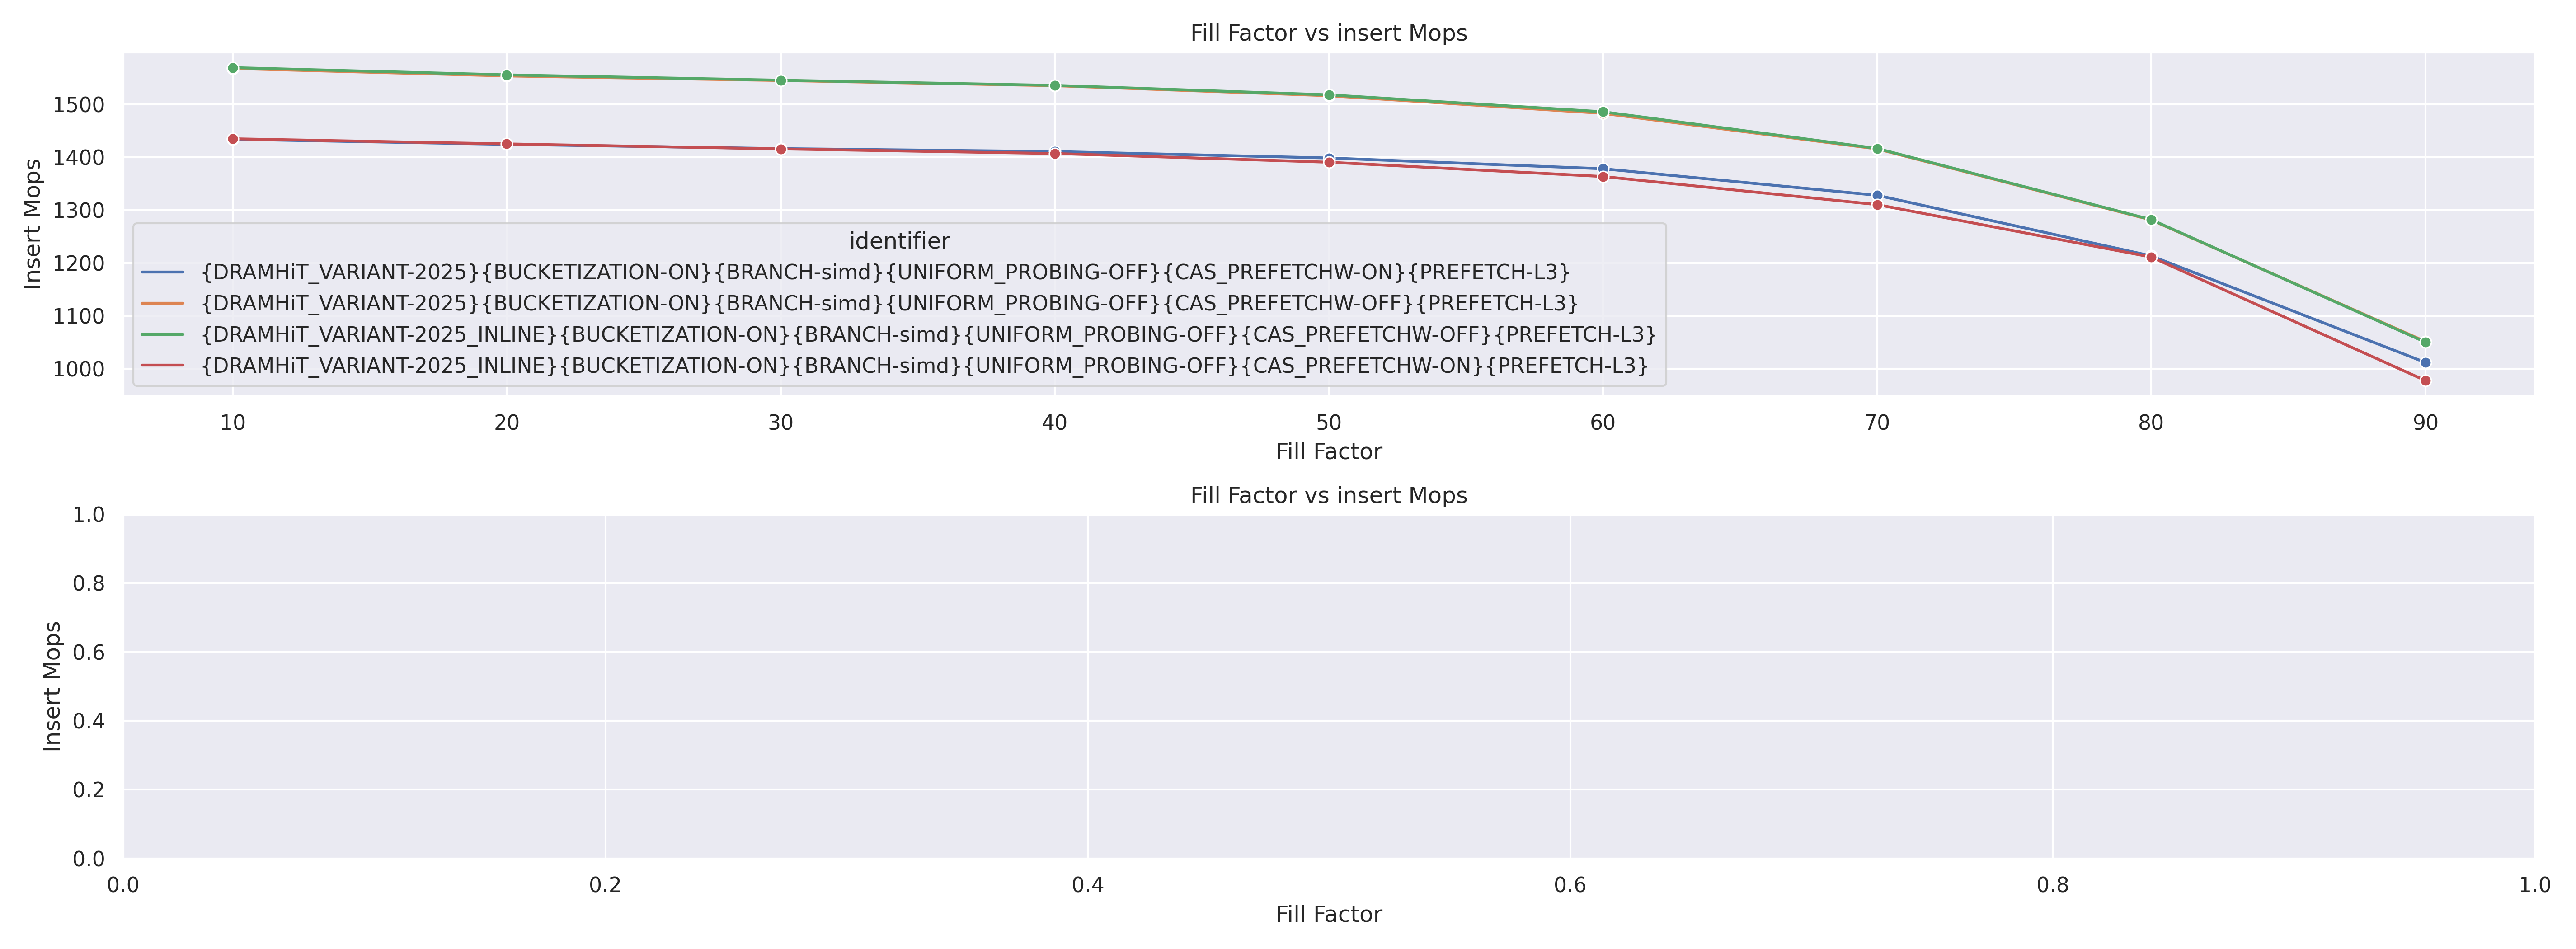 Fill Factor vs insert Mops
Insert Mops
1500
1400
1300
1200
1100
1000
identifier
{DRAMHiT_VARIANT-2025}{BUCKETIZATION-ON}{BRANCH-simd}{UNIFORM_PROBING-OFF}{CAS_PREFETCHW-ON}{PREFETCH-L3}
{DRAMHiT_VARIANT-2025}{BUCKETIZATION-ON}{BRANCH-simd}{UNIFORM_PROBING-OFF}{CAS_PREFETCHW-OFF}{PREFETCH-L3}
{DRAMHiT_VARIANT-2025_INLINE}{BUCKETIZATION-ON}{BRANCH-simd}{UNIFORM_PROBING-OFF}{CAS_PREFETCHW-OFF}{PREFETCH-L3}
{DRAMHiT_VARIANT-2025_INLINE}{BUCKETIZATION-ON}{BRANCH-simd}{UNIFORM_PROBING-OFF}{CAS_PREFETCHW-ON}{PREFETCH-L3}
10 20 30 40 50 60 70 80 90
Fill Factor
Fill Factor vs insert Mops
Insert Mops
1.0
0.8
0.6
0.4
0.2
0.0
0.0 0.2 0.4 0.6 0.8 1.0
Fill Factor